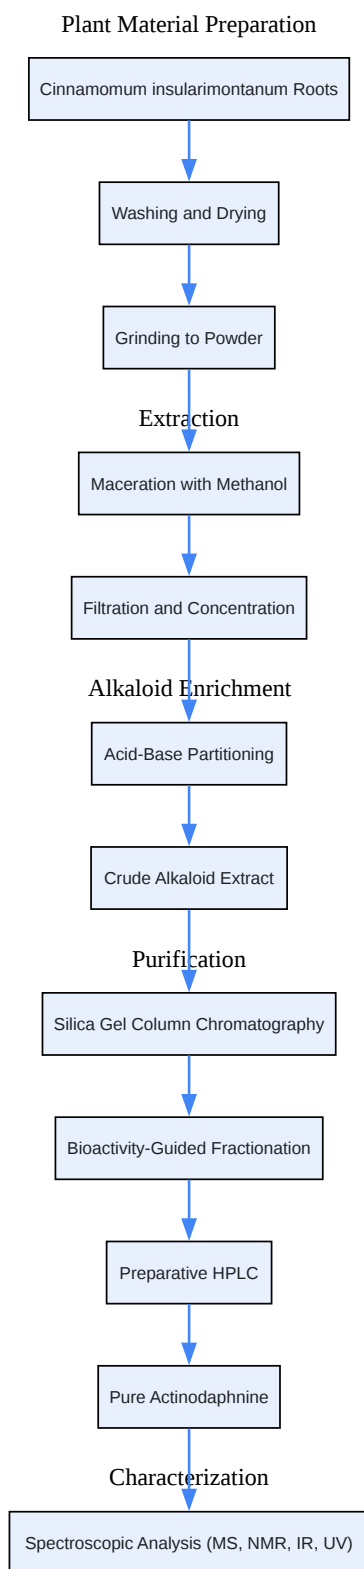 Plant Material Preparation
Cinnamomum insularimontanum Roots
Washing and Drying
Grinding to Powder
Extraction
Maceration with Methanol
Filtration and Concentration
Alkaloid Enrichment
Acid-Base Partitioning
Crude Alkaloid Extract
Purification
Silica Gel Column Chromatography
Bioactivity-Guided Fractionation
Preparative HPLC
Pure Actinodaphnine
Characterization
Spectroscopic Analysis (MS, NMR, IR, UV)